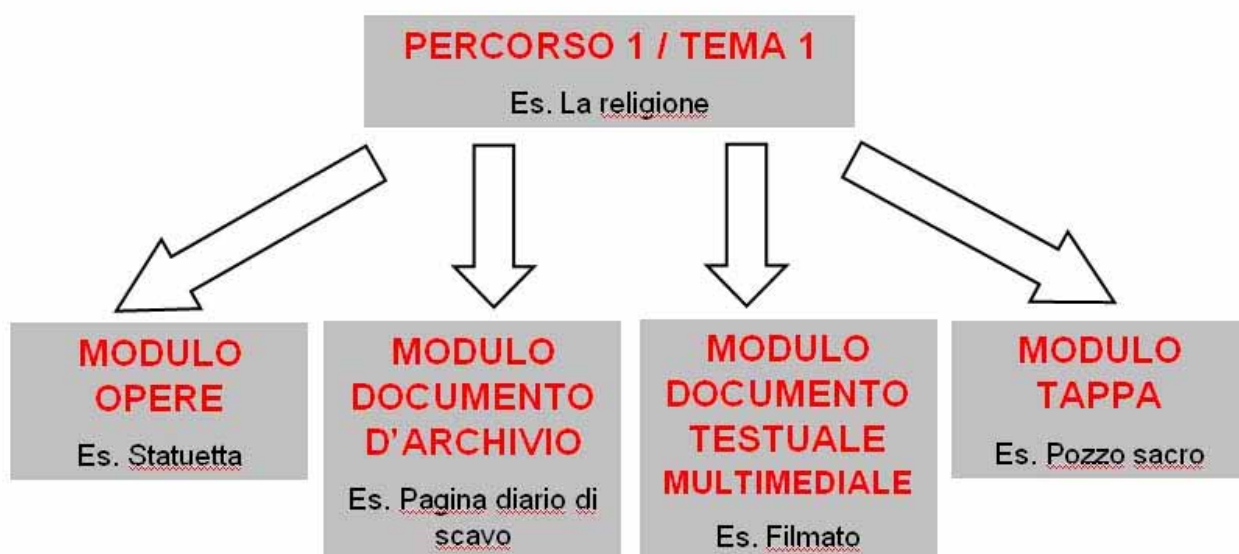 PERCORSO 1 / TEMA 1
Es. La religione
MODULO
OPERE
Es. Statuetta
MODULO
DOCUMENTO
D'ARCHIVIO
Es. Pagina diario di
scavo
MODULO
DOCUMENTO
TESTUALE
MULTIMEDIALE
Es. Filmato
MODULO
TAPPA
Es. Pozzo sacro